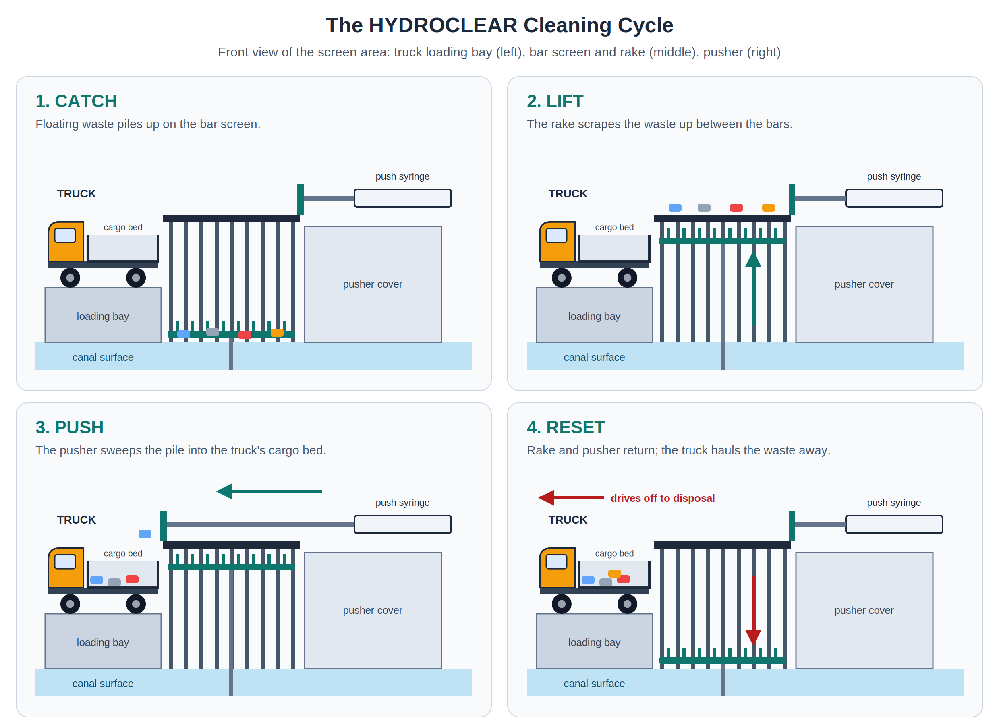 The HYDROCLEAR Cleaning Cycle
Front view of the screen area: truck loading bay (left), bar screen and rake (middle), pusher (right)
1. CATCH
Floating waste piles up on the bar screen.
push syringe
TRUCK
cargo bed
pusher cover
loading bay
canal surface
2. LIFT
The rake scrapes the waste up between the bars.
push syringe
TRUCK
cargo bed
pusher cover
loading bay
canal surface
3. PUSH
The pusher sweeps the pile into the truck's cargo bed.
push syringe
TRUCK
cargo bed
pusher cover
loading bay
canal surface
4. RESET
Rake and pusher return; the truck hauls the waste away.
drives off to disposal
push syringe
TRUCK
cargo bed
pusher cover
loading bay
canal surface